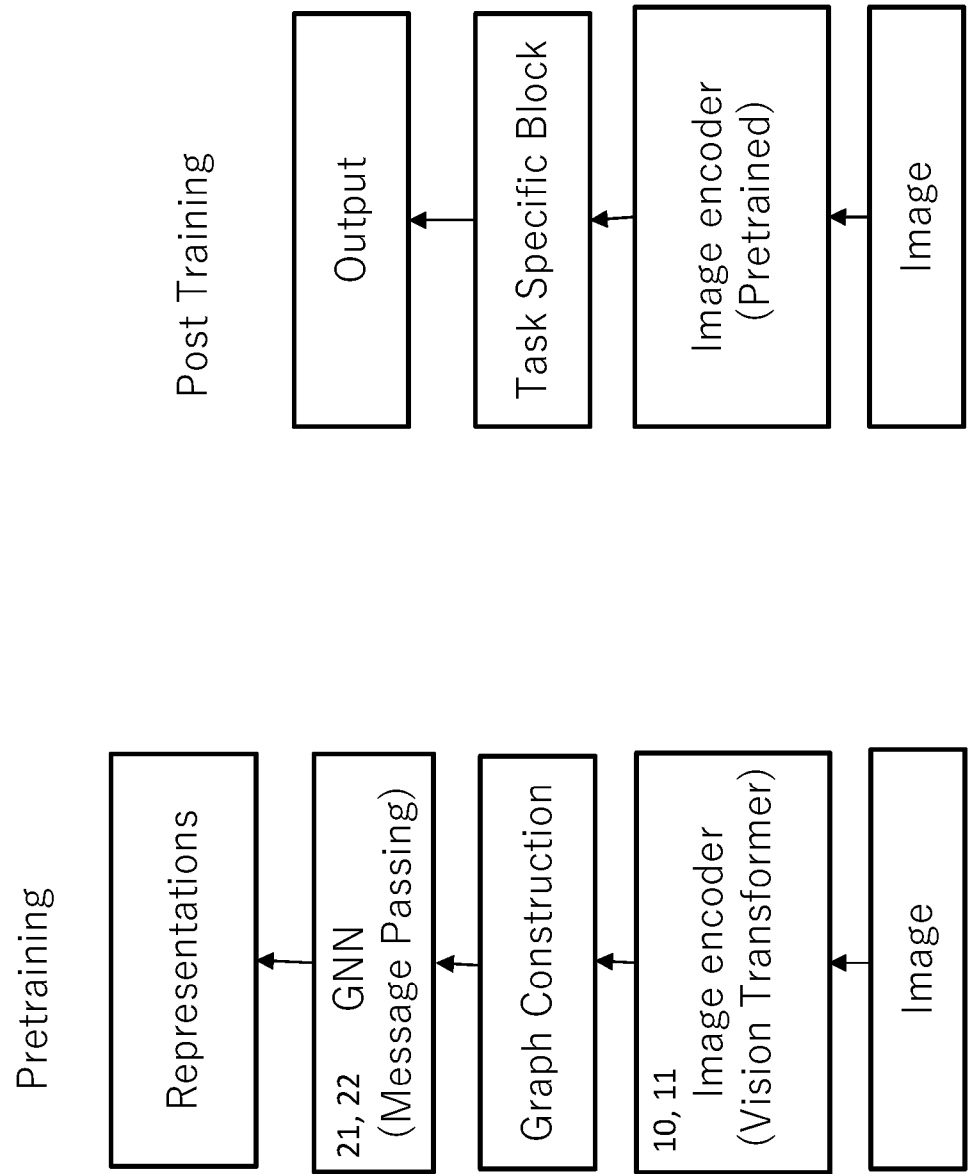 Pretraining
Representations
21, 22 GNN
(Message Passing)
Graph Construction
10, 11
Image encoder
(Vision Transformer)
Image
Post Training
Output
Task Specific Block
Image encoder
(Pretrained)
Image